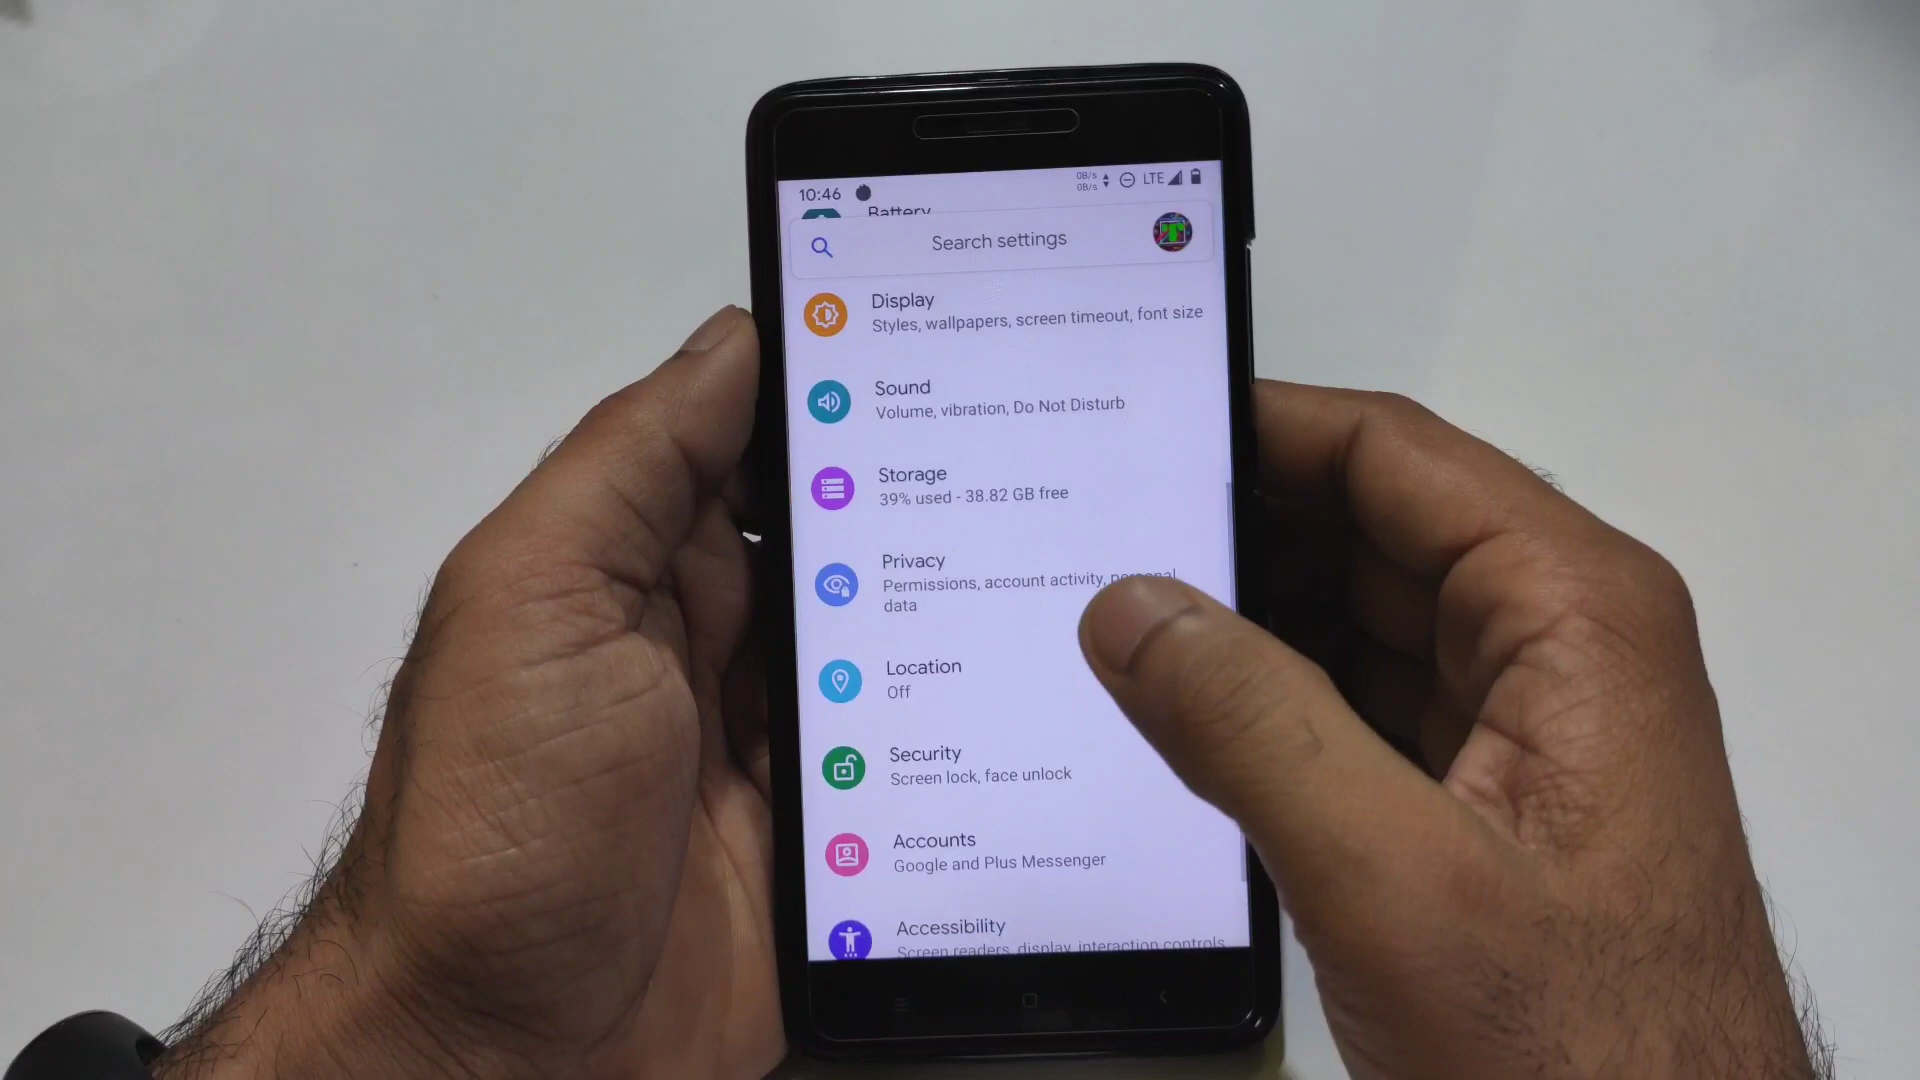 10:46
0B/s
0B/s
LTE
Battery
Search settings
Display
Styles, wallpapers, screen timeout, font size
Sound
Volume, vibration, Do Not Disturb
Storage
39% used - 38.82 GB free
Privacy
Permissions, account activity, personal
data
Location
Off
Security
Screen lock, face unlock
Accounts
Google and Plus Messenger
Accessibility
Screen readers, display, interaction controls